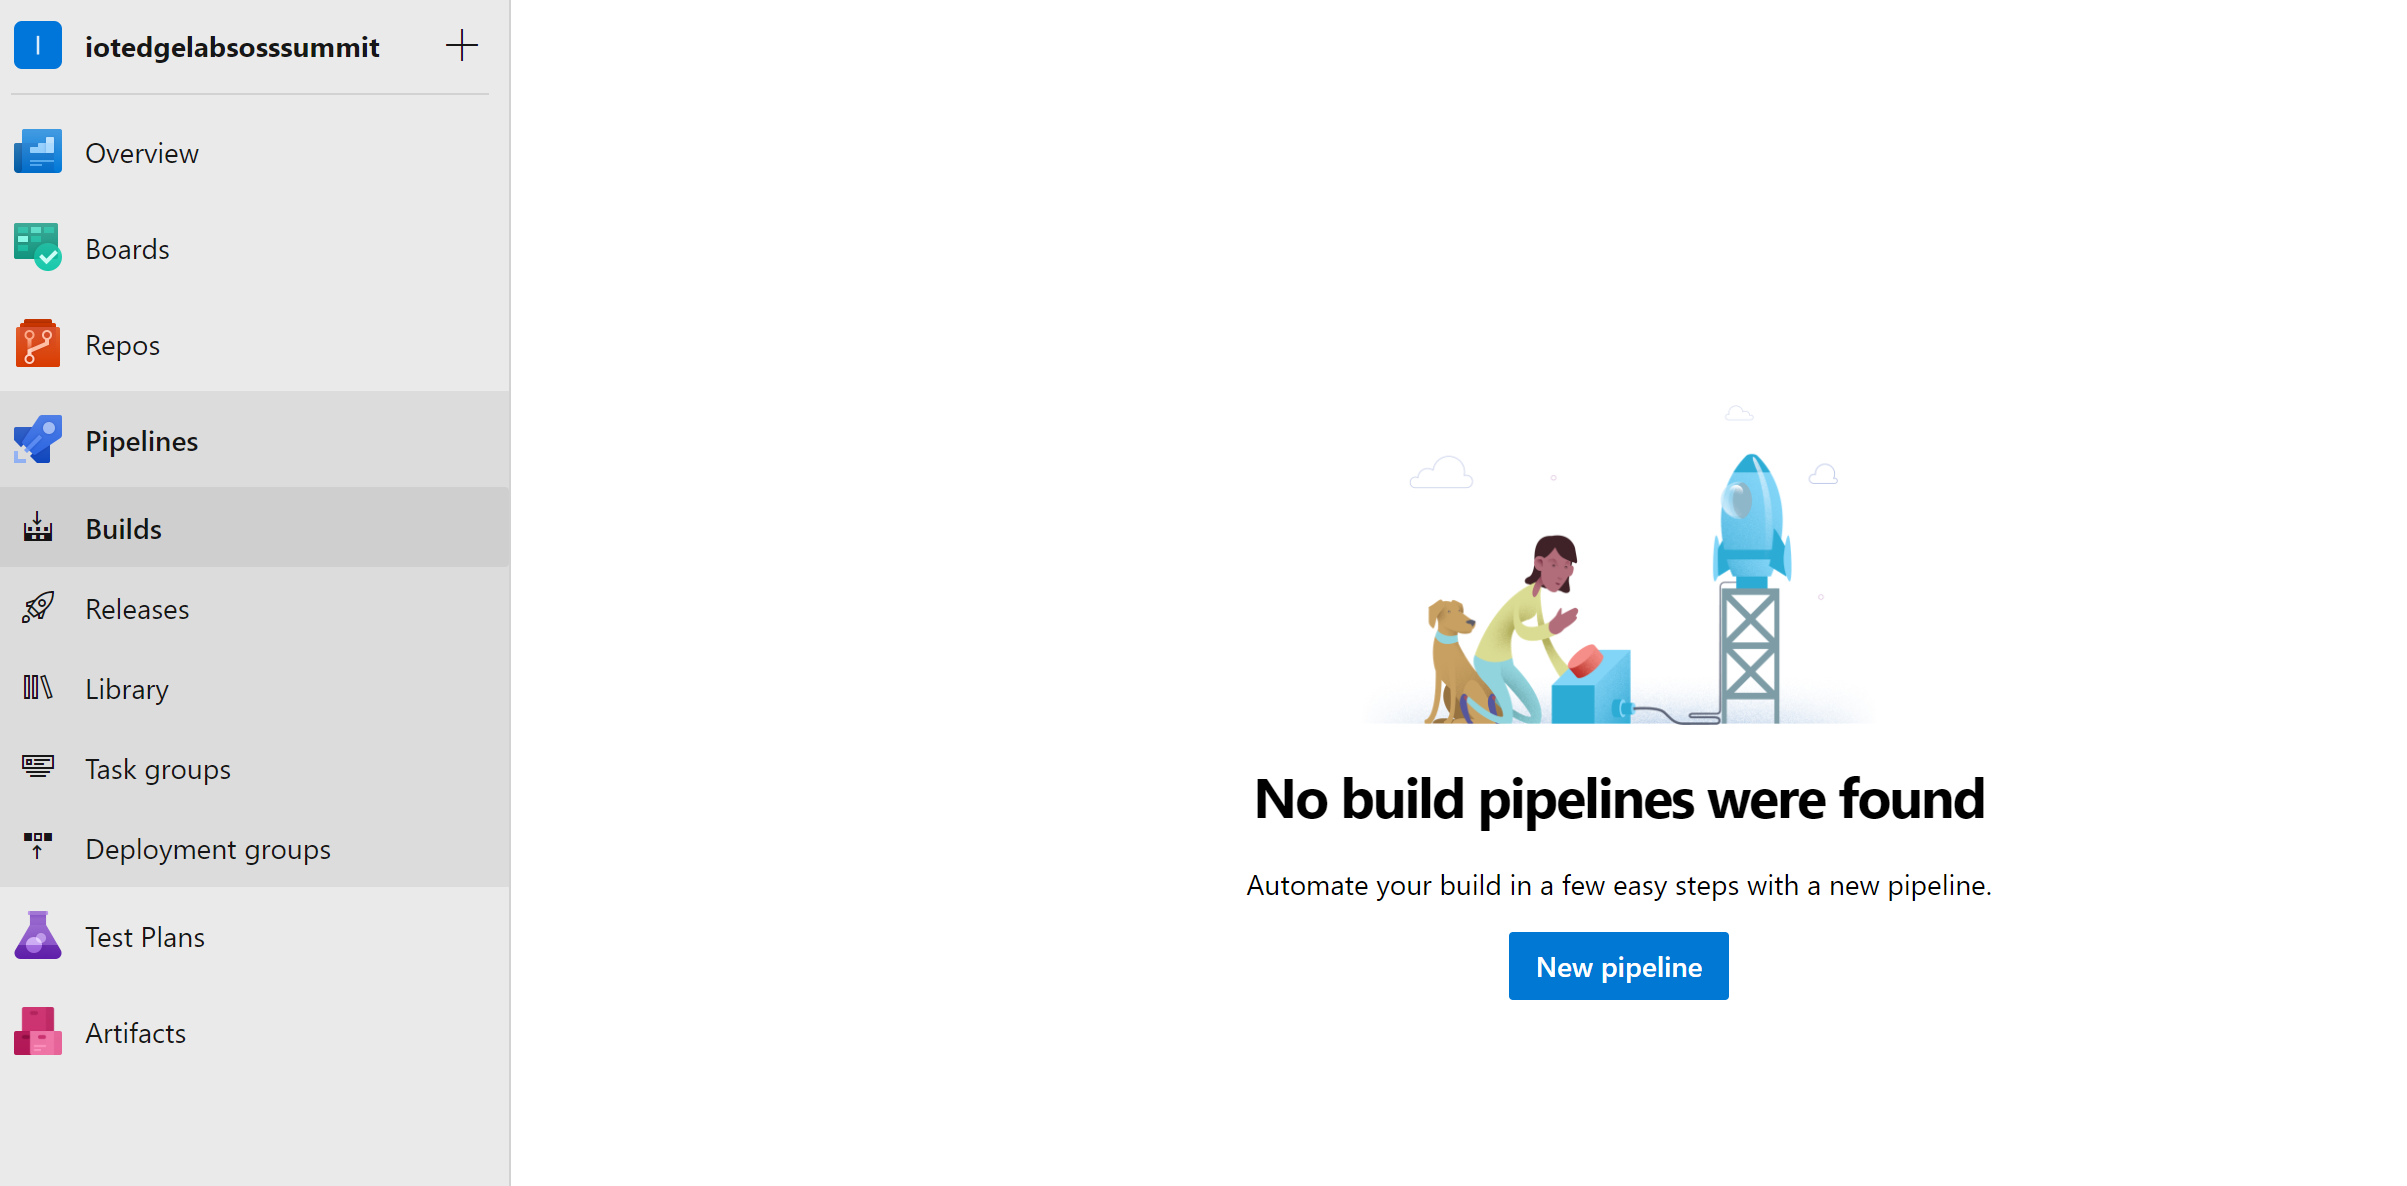 I iotedgelabsosssummit
Overview
Boards
Repos
Pipelines
Builds
Releases
Library
Task groups
Deployment groups
Test Plans
Artifacts
No build pipelines were found
Automate your build in a few easy steps with a new pipeline.
New pipeline